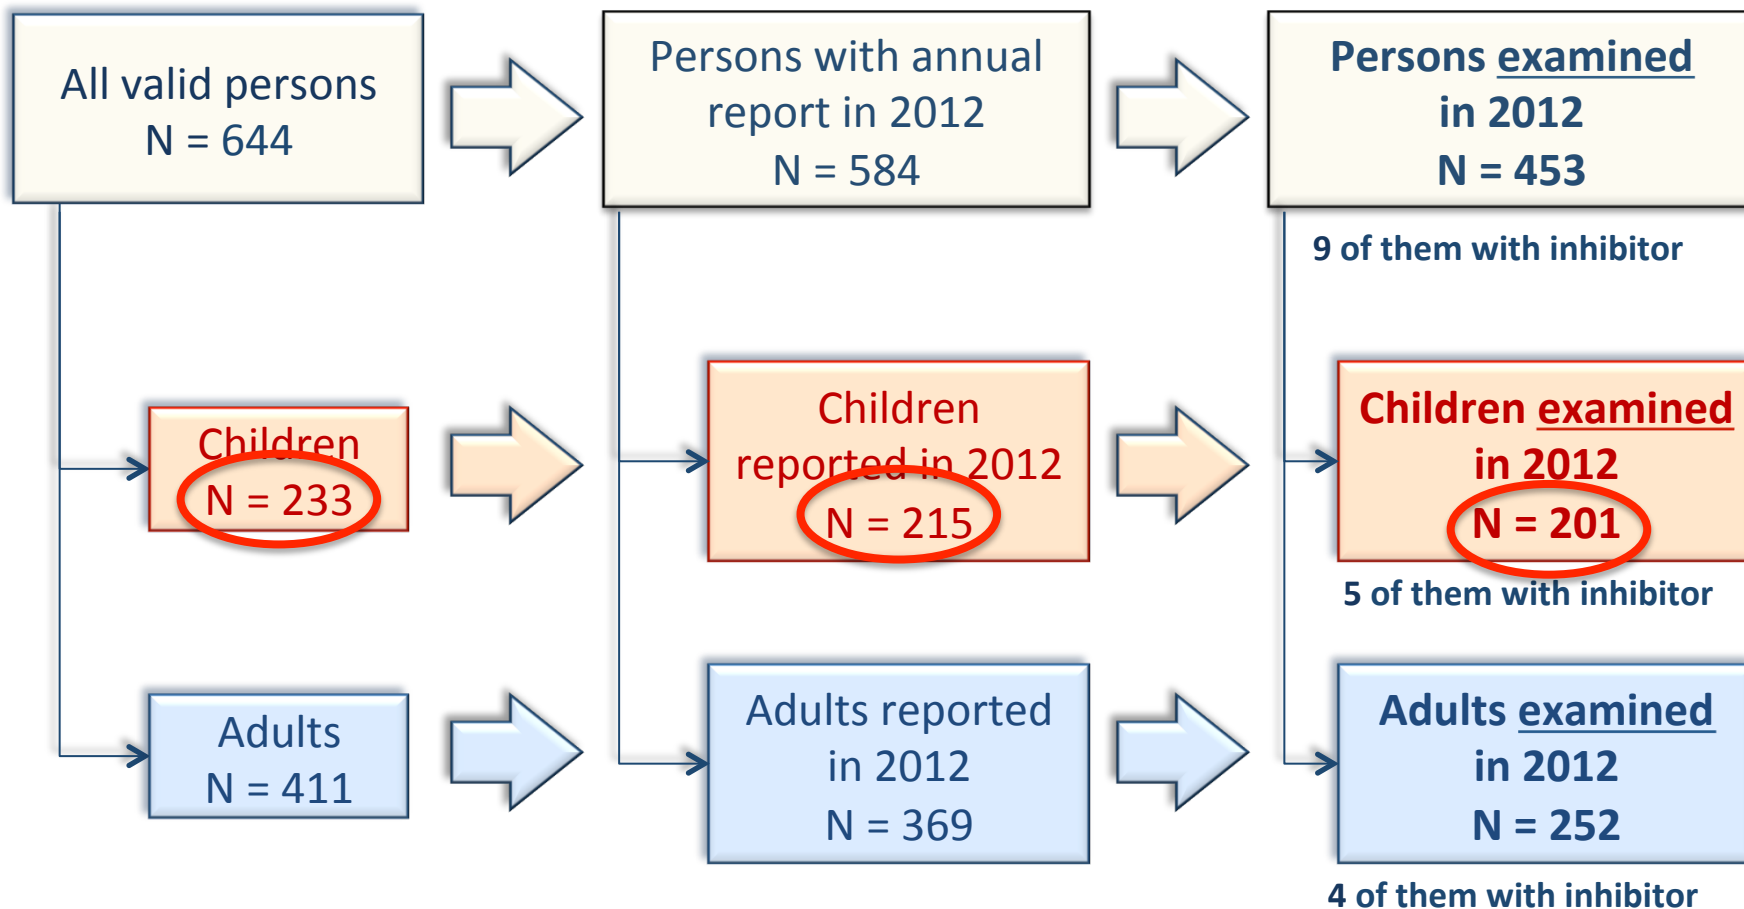 All valid persons
N = 644
Persons with annual
report in 2012
N = 584
Persons examined
in 2012
N = 453
9 of them with inhibitor
Children
N = 233
Children
reported in 2012
N = 215
Children examined
in 2012
N = 201
5 of them with inhibitor
Adults
N = 411
Adults reported
in 2012
N = 369
Adults examined
in 2012
N = 252
4 of them with inhibitor